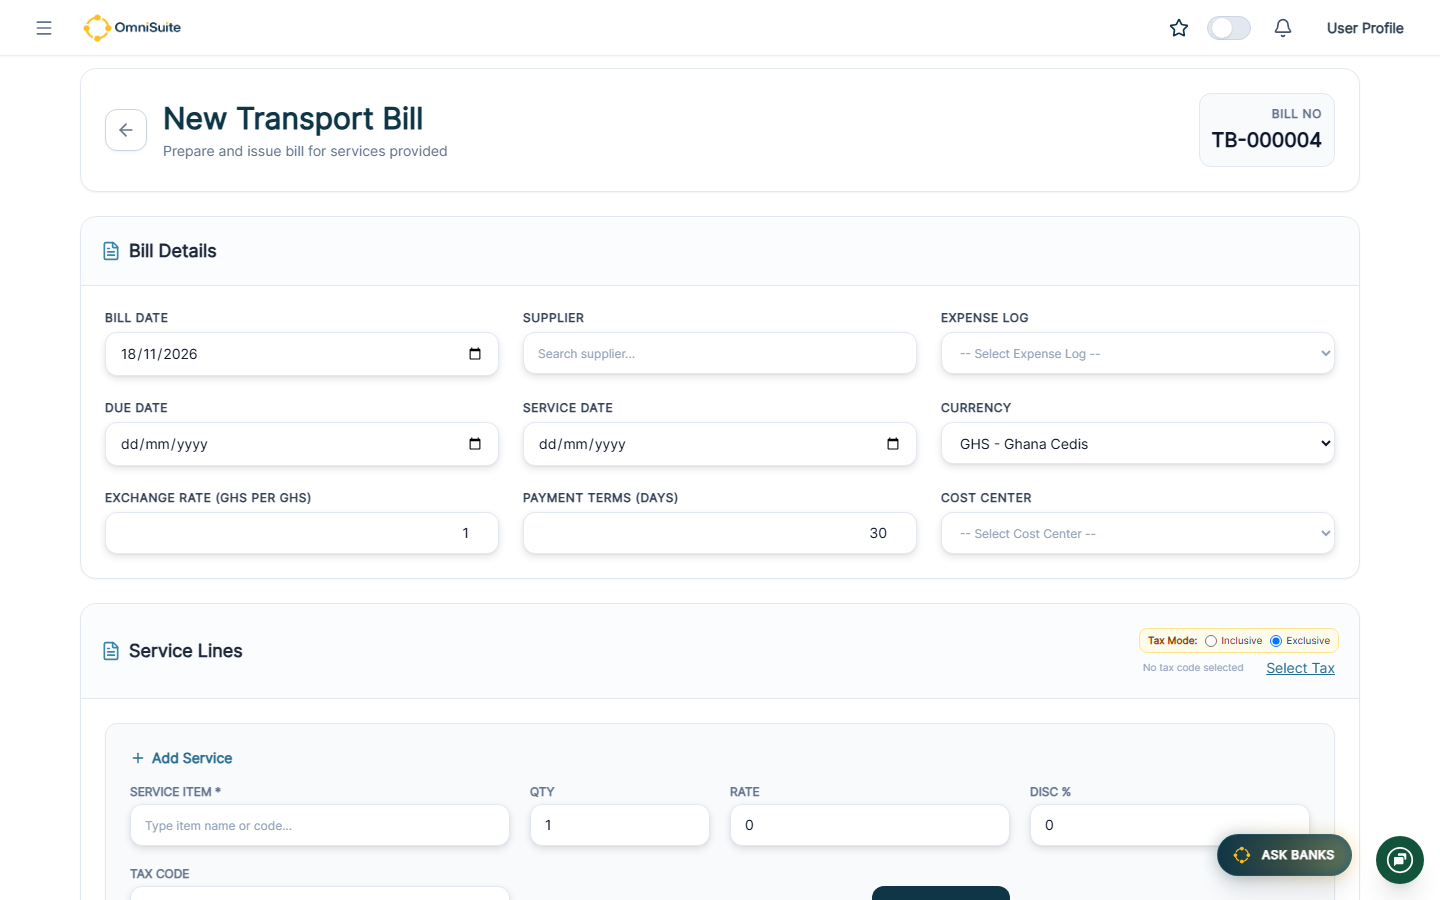 OmniSuite
User Profile
New Transport Bill
Prepare and issue bill for services provided
BILL NO
TB-000004
Bill Details
BILL DATE
18/11/2026
SUPPLIER
Search supplier...
EXPENSE LOG
-- Select Expense Log --
DUE DATE
dd/mm/yyyy
SERVICE DATE
dd/mm/yyyy
CURRENCY
GHS - Ghana Cedis
EXCHANGE RATE (GHS PER GHS)
1
PAYMENT TERMS (DAYS)
30
COST CENTER
-- Select Cost Center --
Service Lines
Tax Mode: Inclusive Exclusive
No tax code selected Select Tax
+ Add Service
SERVICE ITEM *
Type item name or code...
QTY
1
RATE
0
DISC %
0
ASK BANKS
TAX CODE